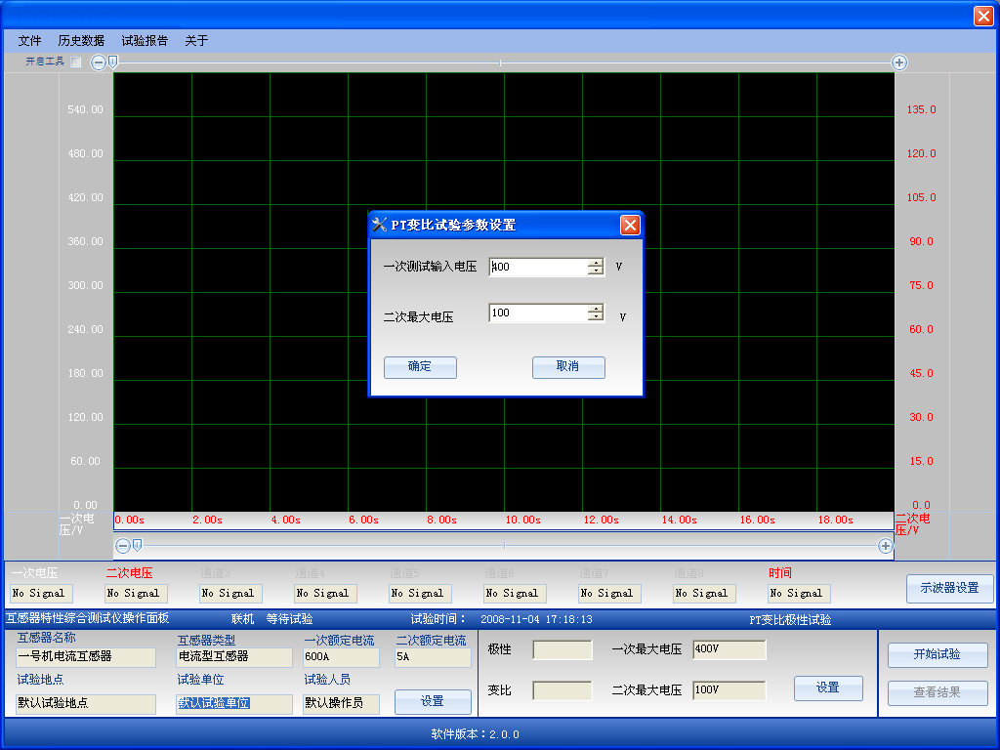 文件 历史数据 试验报告 关于
开启工具
540.00 135.0
480.00 120.0
420.00 105.0
360.00 90.0
PT变比试验参数设置
一次测试输入电压 400 V
300.00 75.0
二次最大电压 100 V
240.00 60.0
确定 取消
180.00 45.0
120.00 30.0
60.00 15.0
0.00 0.0
一次电
压/V
0.00s 2.00s 4.00s 6.00s 8.00s 10.00s 12.00s 14.00s 16.00s 18.00s
二次电
压/V
一次电压 二次电压 通道3 通道4 通道5 通道6 通道7 通道8 时间
No Signal No Signal No Signal No Signal No Signal No Signal No Signal No Signal No Signal
示波器设置
互感器特性综合测试仪操作面板 联机 等待试验 试验时间： 2008-11-04 17:18:13 PT变比极性试验
互感器名称 互感器类型 一次额定电流 二次额定电流
一号机电流互感器 电流型互感器 600A 5A
极性 一次最大电压 400V
开始试验
试验地点 试验单位 试验人员
默认试验地点 默认试验单位 默认操作员 设置
变比 二次最大电压 100V 设置
查看结果
软件版本：2.0.0